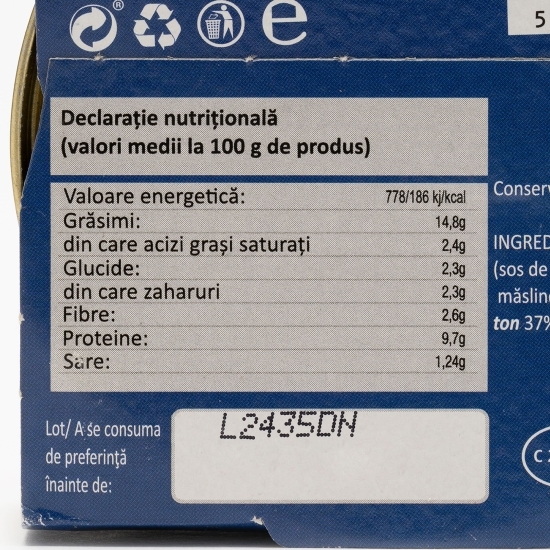 ®
e
5
Declarație nutrițională
(valori medii la 100 g de produs)
Valoare energetică: 778/186 kj/kcal
Grăsimi: 14,8g
din care acizi grași saturați 2,4g
Glucide: 2,3g
din care zaharuri 2,3g
Fibre: 2,6g
Proteine: 9,7g
Sare: 1,24g
Conserv
INGRED
(sos de
măslin
ton 37%
Lot/ A se consuma
de preferință
înainte de:
L2435DN
C 2